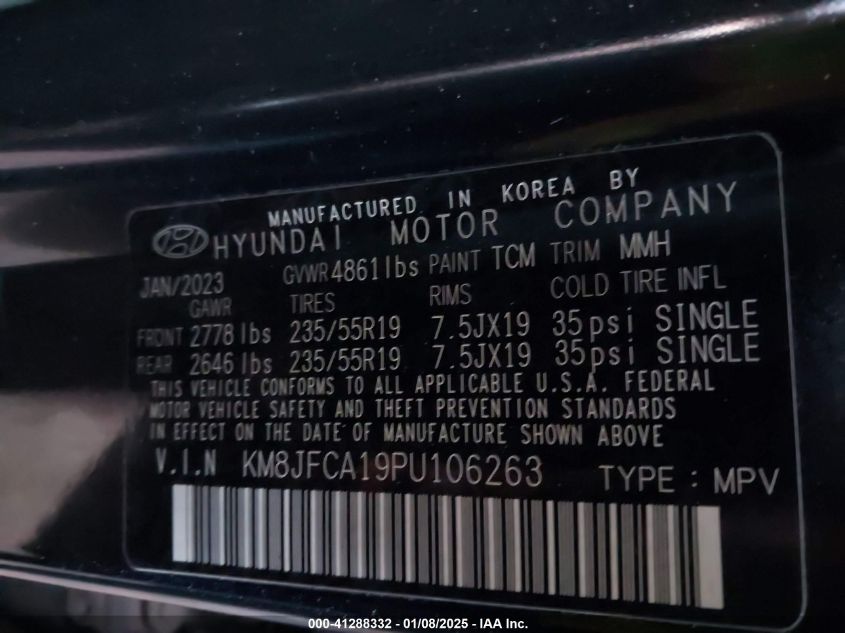 MANUFACTURED IN KOREA BY
HYUNDAI MOTOR COMPANY
JAN/2023 GVWR 4861lbs PAINT TCM TRIM MMH
GAWR TIRES RIMS COLD TIRE INFL
FRONT 2778 lbs 235/55R19 7.5JX19 35psi SINGLE
REAR 2646 lbs 235/55R19 7.5JX19 35psi SINGLE
THIS VEHICLE CONFORMS TO ALL APPLICABLE U.S.A. FEDERAL
MOTOR VEHICLE SAFETY AND THEFT PREVENTION STANDARDS
IN EFFECT ON THE DATE OF MANUFACTURE SHOWN ABOVE
V.I.N KM8JFCA19PU106263 TYPE : MPV
000-41288332 - 01/08/2025 - IAA Inc.